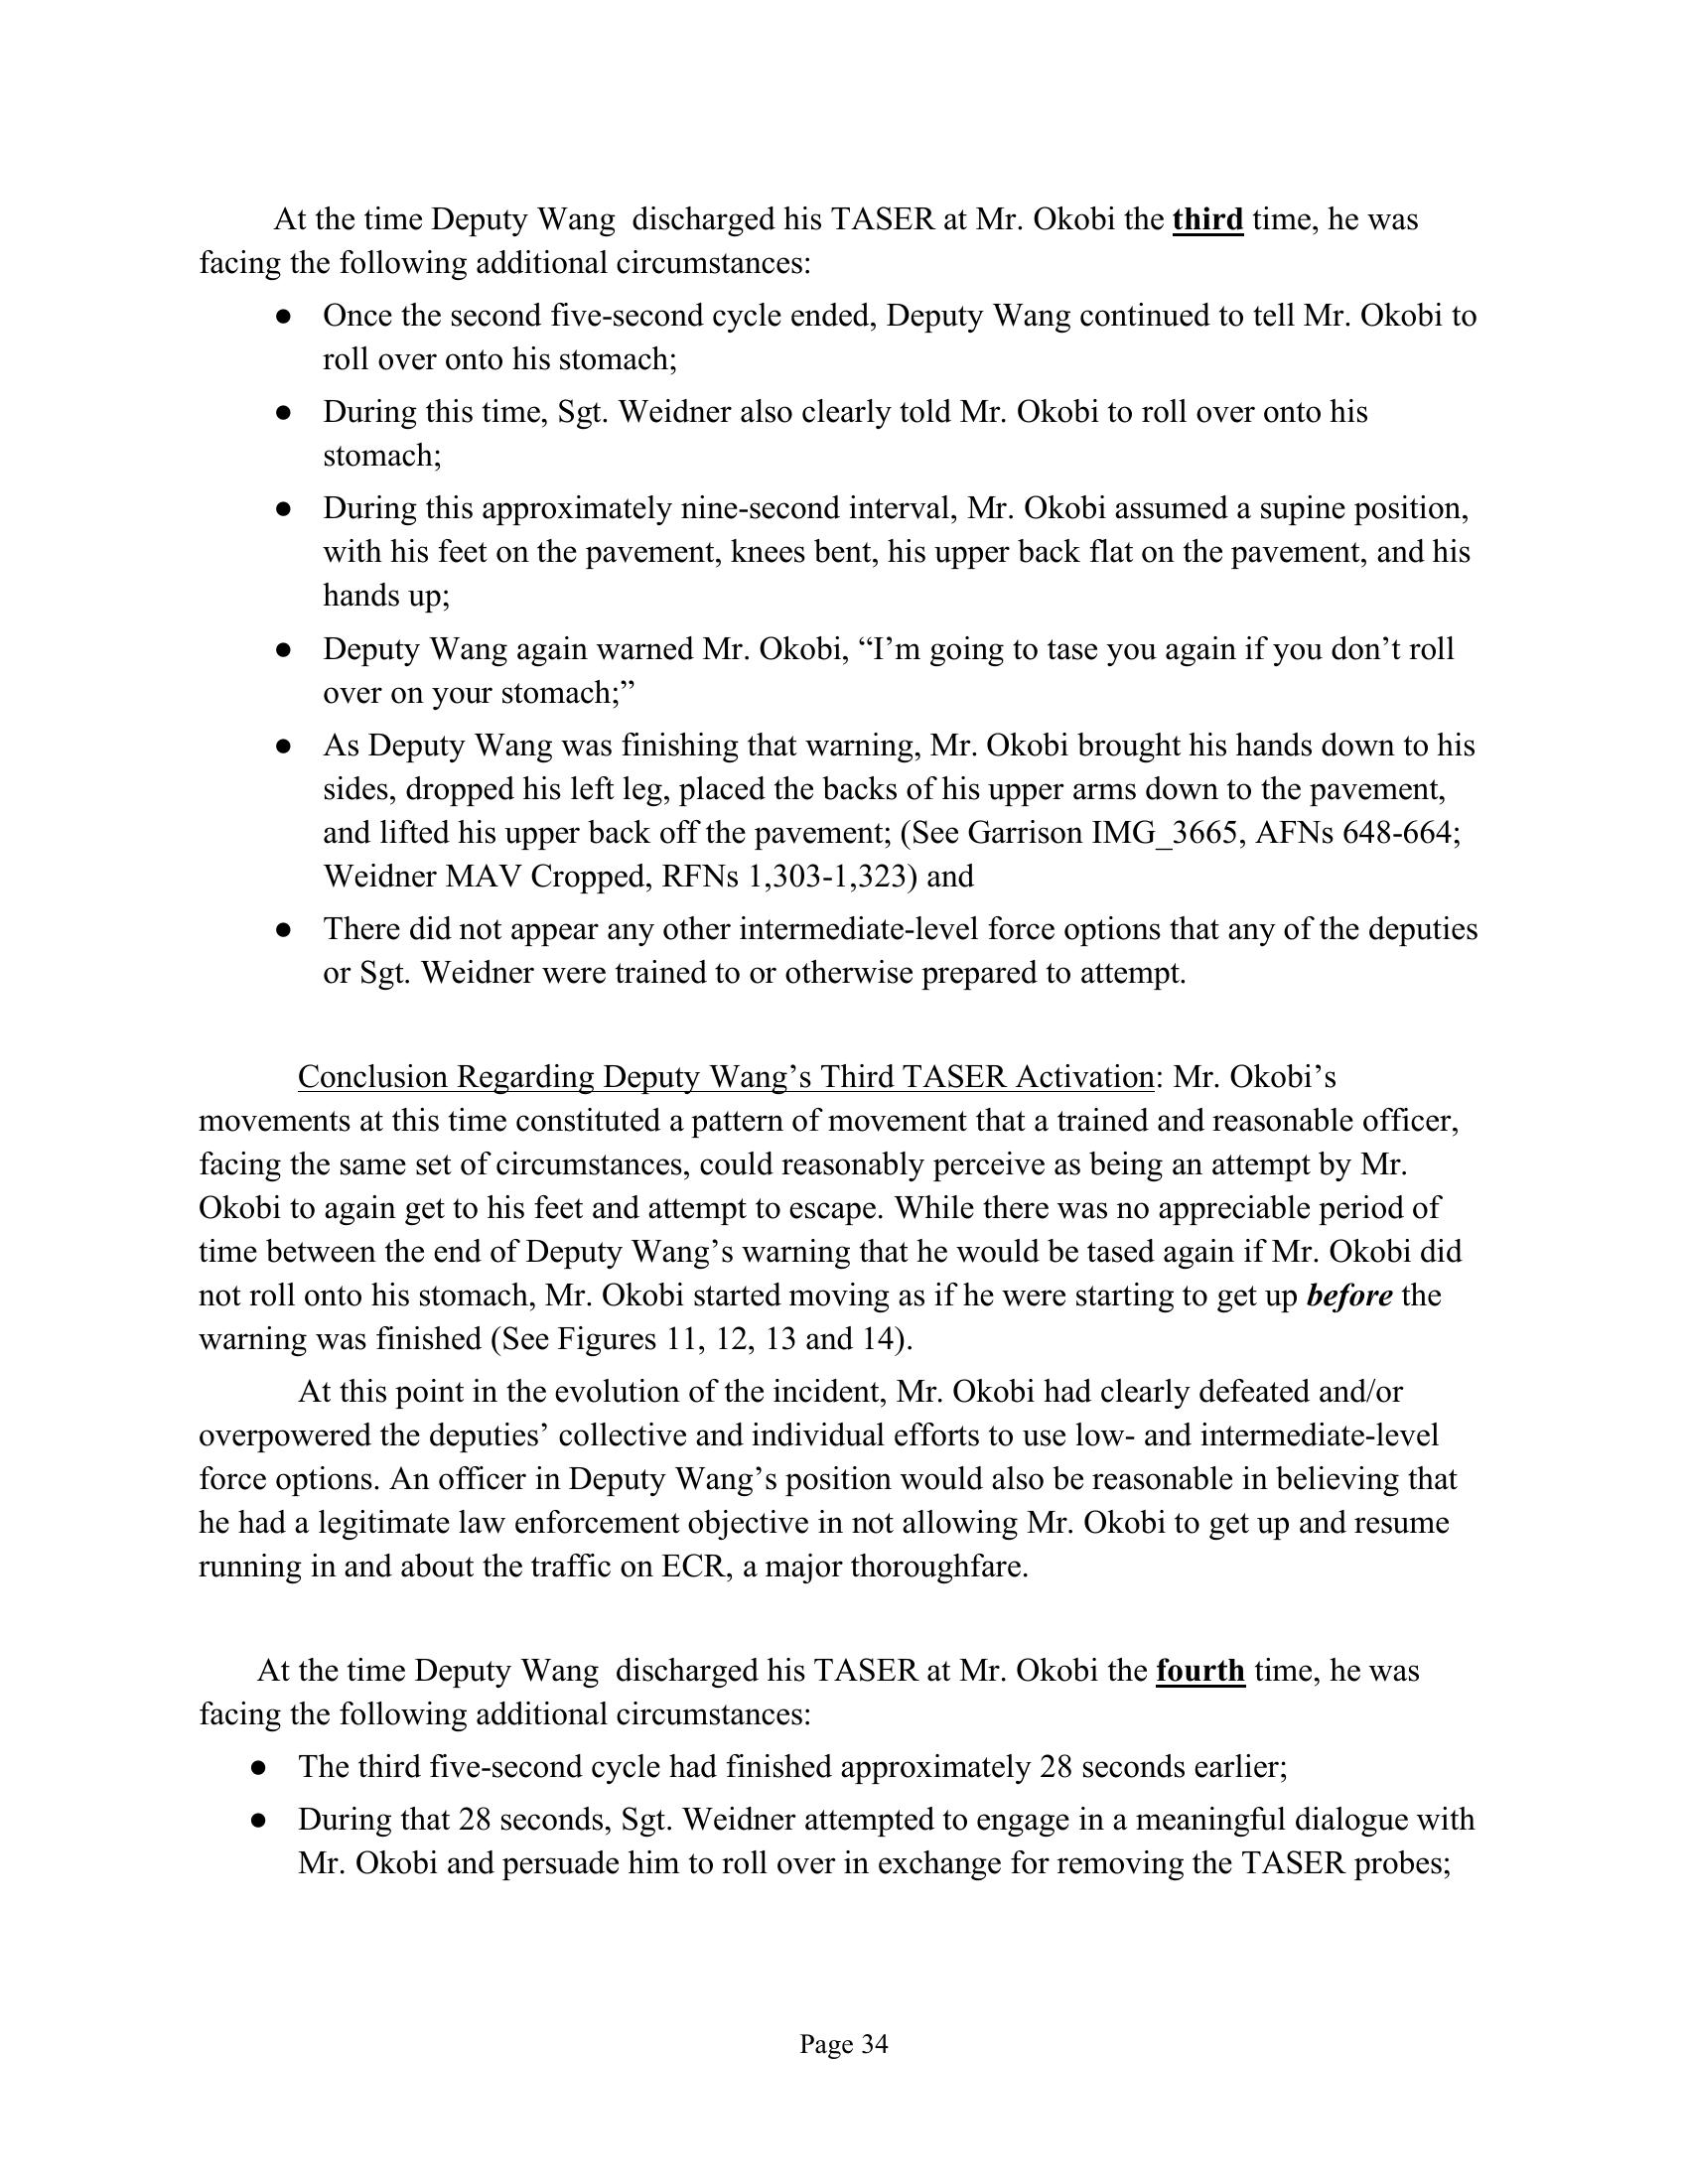 At the time Deputy Wang  discharged his TASER at Mr. Okobi the third time, he was
facing the following additional circumstances:
● Once the second five-second cycle ended, Deputy Wang continued to tell Mr. Okobi to
roll over onto his stomach;
● During this time, Sgt. Weidner also clearly told Mr. Okobi to roll over onto his
stomach;
● During this approximately nine-second interval, Mr. Okobi assumed a supine position,
with his feet on the pavement, knees bent, his upper back flat on the pavement, and his
hands up;
● Deputy Wang again warned Mr. Okobi, “I’m going to tase you again if you don’t roll
over on your stomach;”
● As Deputy Wang was finishing that warning, Mr. Okobi brought his hands down to his
sides, dropped his left leg, placed the backs of his upper arms down to the pavement,
and lifted his upper back off the pavement; (See Garrison IMG_3665, AFNs 648-664;
Weidner MAV Cropped, RFNs 1,303-1,323) and
● There did not appear any other intermediate-level force options that any of the deputies
or Sgt. Weidner were trained to or otherwise prepared to attempt.
Conclusion Regarding Deputy Wang’s Third TASER Activation: Mr. Okobi’s
movements at this time constituted a pattern of movement that a trained and reasonable officer,
facing the same set of circumstances, could reasonably perceive as being an attempt by Mr.
Okobi to again get to his feet and attempt to escape. While there was no appreciable period of
time between the end of Deputy Wang’s warning that he would be tased again if Mr. Okobi did
not roll onto his stomach, Mr. Okobi started moving as if he were starting to get up before the
warning was finished (See Figures 11, 12, 13 and 14).
At this point in the evolution of the incident, Mr. Okobi had clearly defeated and/or
overpowered the deputies’ collective and individual efforts to use low- and intermediate-level
force options. An officer in Deputy Wang’s position would also be reasonable in believing that
he had a legitimate law enforcement objective in not allowing Mr. Okobi to get up and resume
running in and about the traffic on ECR, a major thoroughfare.
At the time Deputy Wang  discharged his TASER at Mr. Okobi the fourth time, he was
facing the following additional circumstances:
● The third five-second cycle had finished approximately 28 seconds earlier;
● During that 28 seconds, Sgt. Weidner attempted to engage in a meaningful dialogue with
Mr. Okobi and persuade him to roll over in exchange for removing the TASER probes;
Page 34